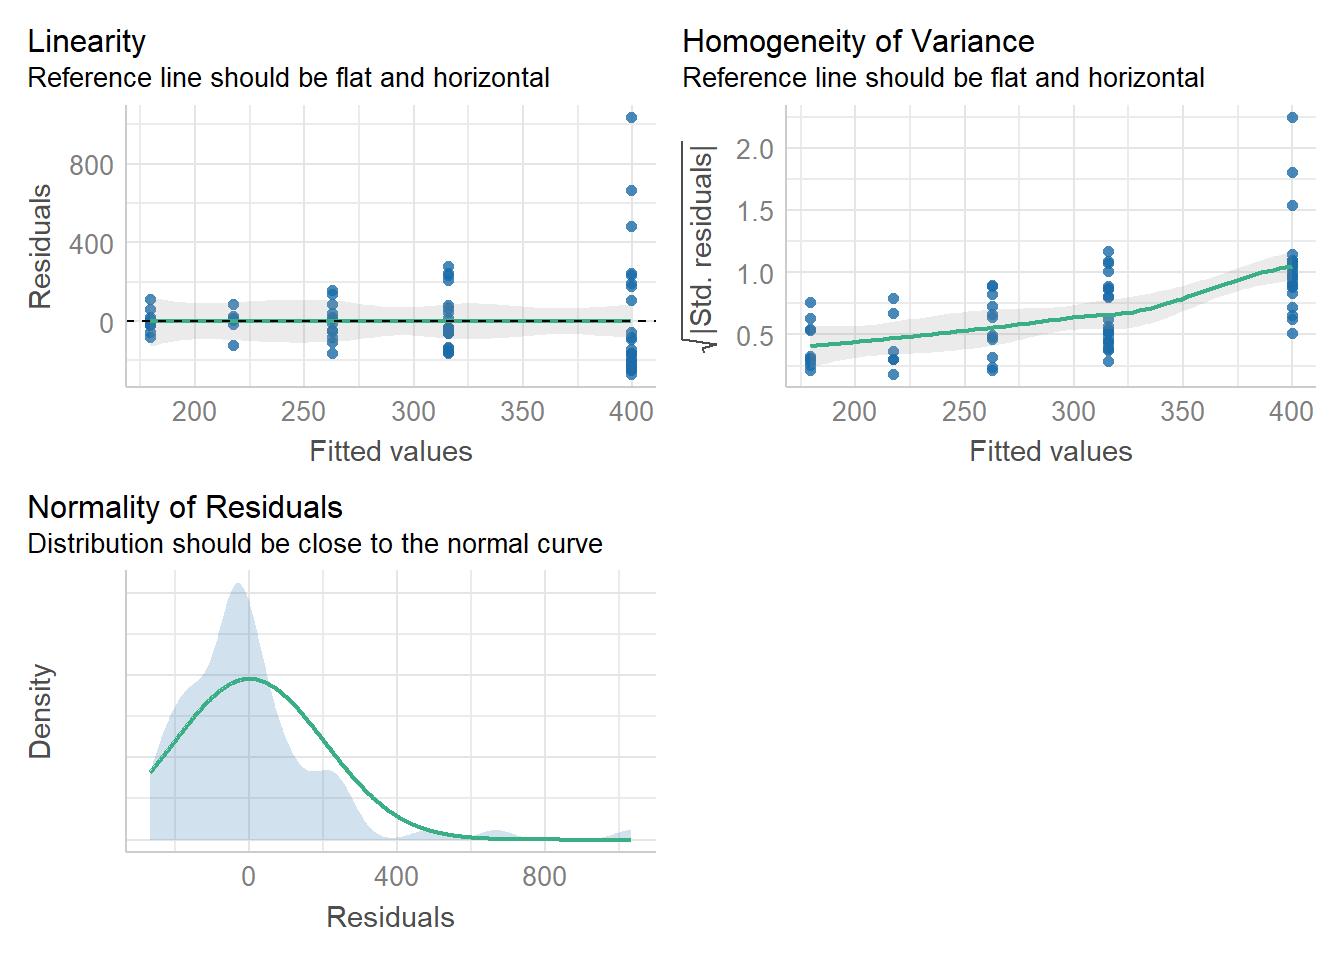 Linearity
Reference line should be flat and horizontal
Residuals
800
400
0
200
250
300
350
400
Fitted values
Homogeneity of Variance
Reference line should be flat and horizontal
√|Std. residuals|
2.0
1.5
1.0
0.5
200
250
300
350
400
Fitted values
Normality of Residuals
Distribution should be close to the normal curve
Density
0
400
800
Residuals